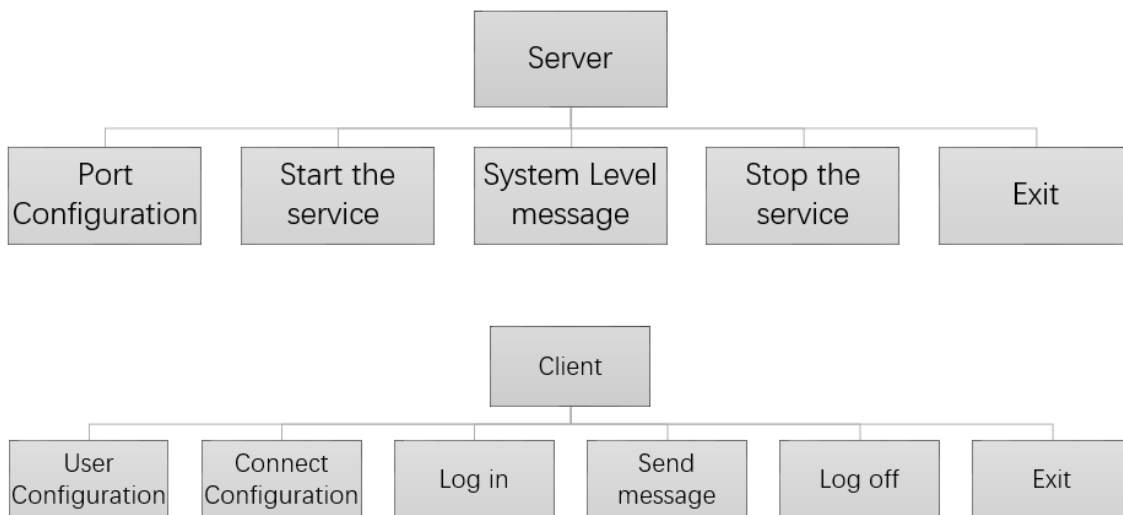 Server
Port
Configuration
Start the
service
System Level
message
Stop the
service
Exit
Client
User
Configuration
Connect
Configuration
Log in
Send
message
Log off
Exit